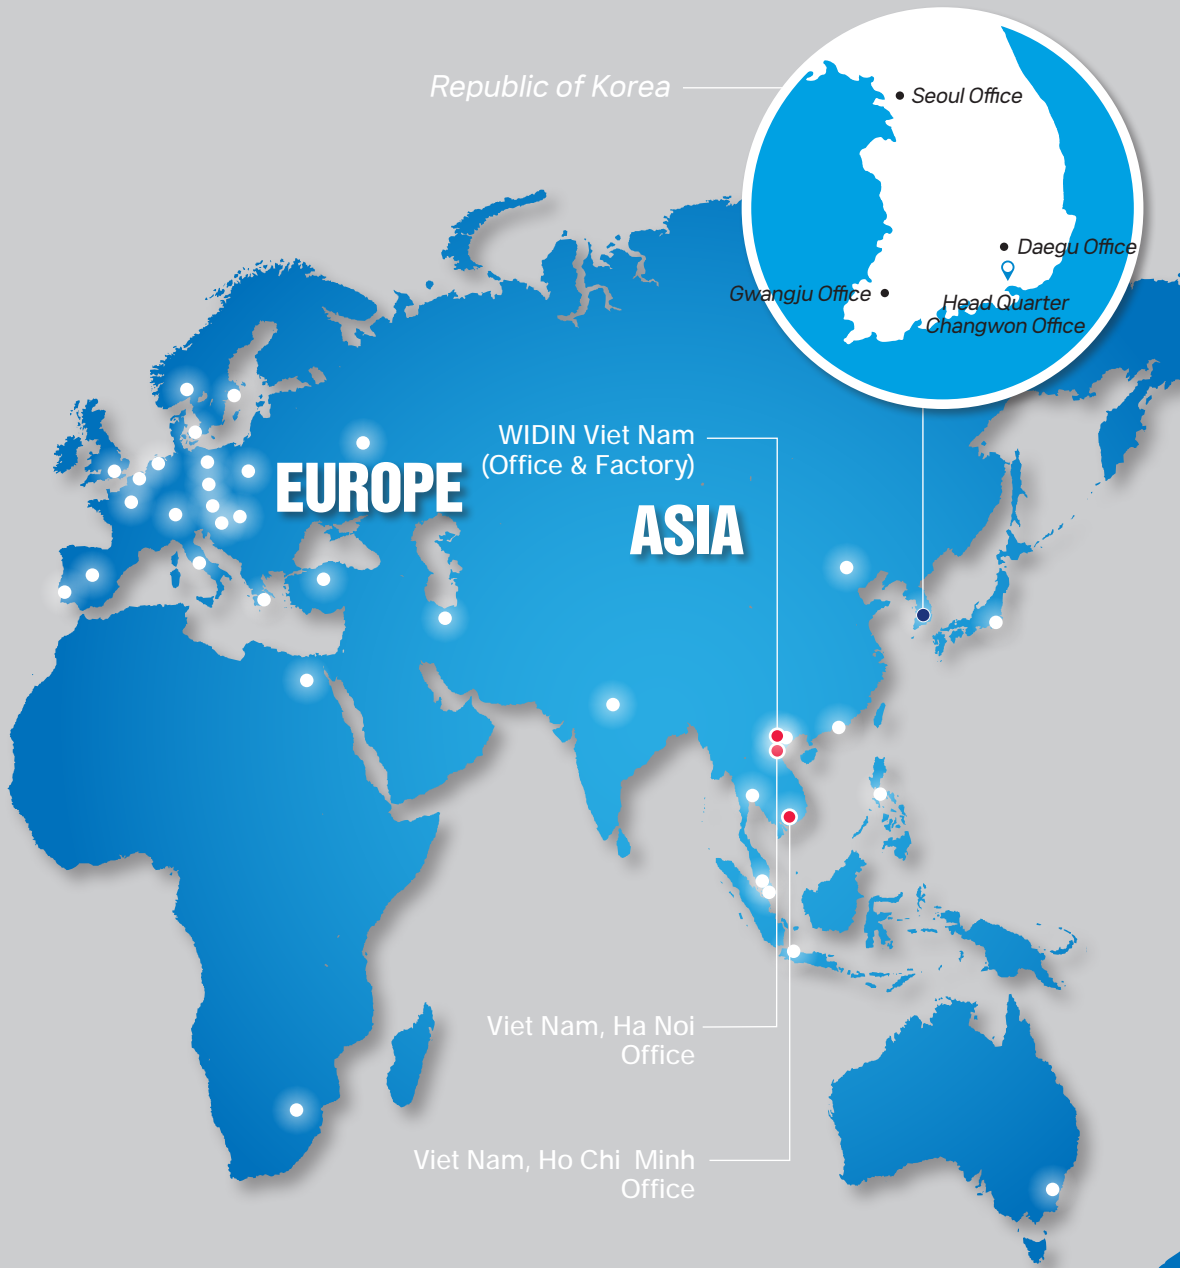 Republic of Korea
Seoul Office
Daegu Office
Gwangju Office
Head Quarter
Changwon Office
WIDIN Viet Nam
(Office & Factory)
EUROPE
ASIA
Viet Nam, Ha Noi
Office
Viet Nam, Ho Chi  Minh
Office